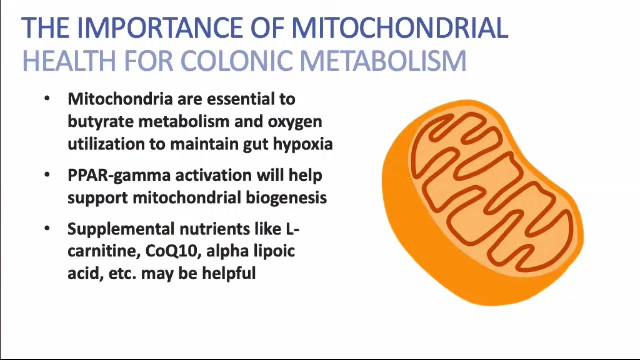 THE IMPORTANCE OF MITOCHONDRIAL
HEALTH FOR COLONIC METABOLISM
• Mitochondria are essential to
butyrate metabolism and oxygen
utilization to maintain gut hypoxia
• PPAR-gamma activation will help
support mitochondrial biogenesis
• Supplemental nutrients like L-
carnitine, CoQ10, alpha lipoic
acid, etc. may be helpful